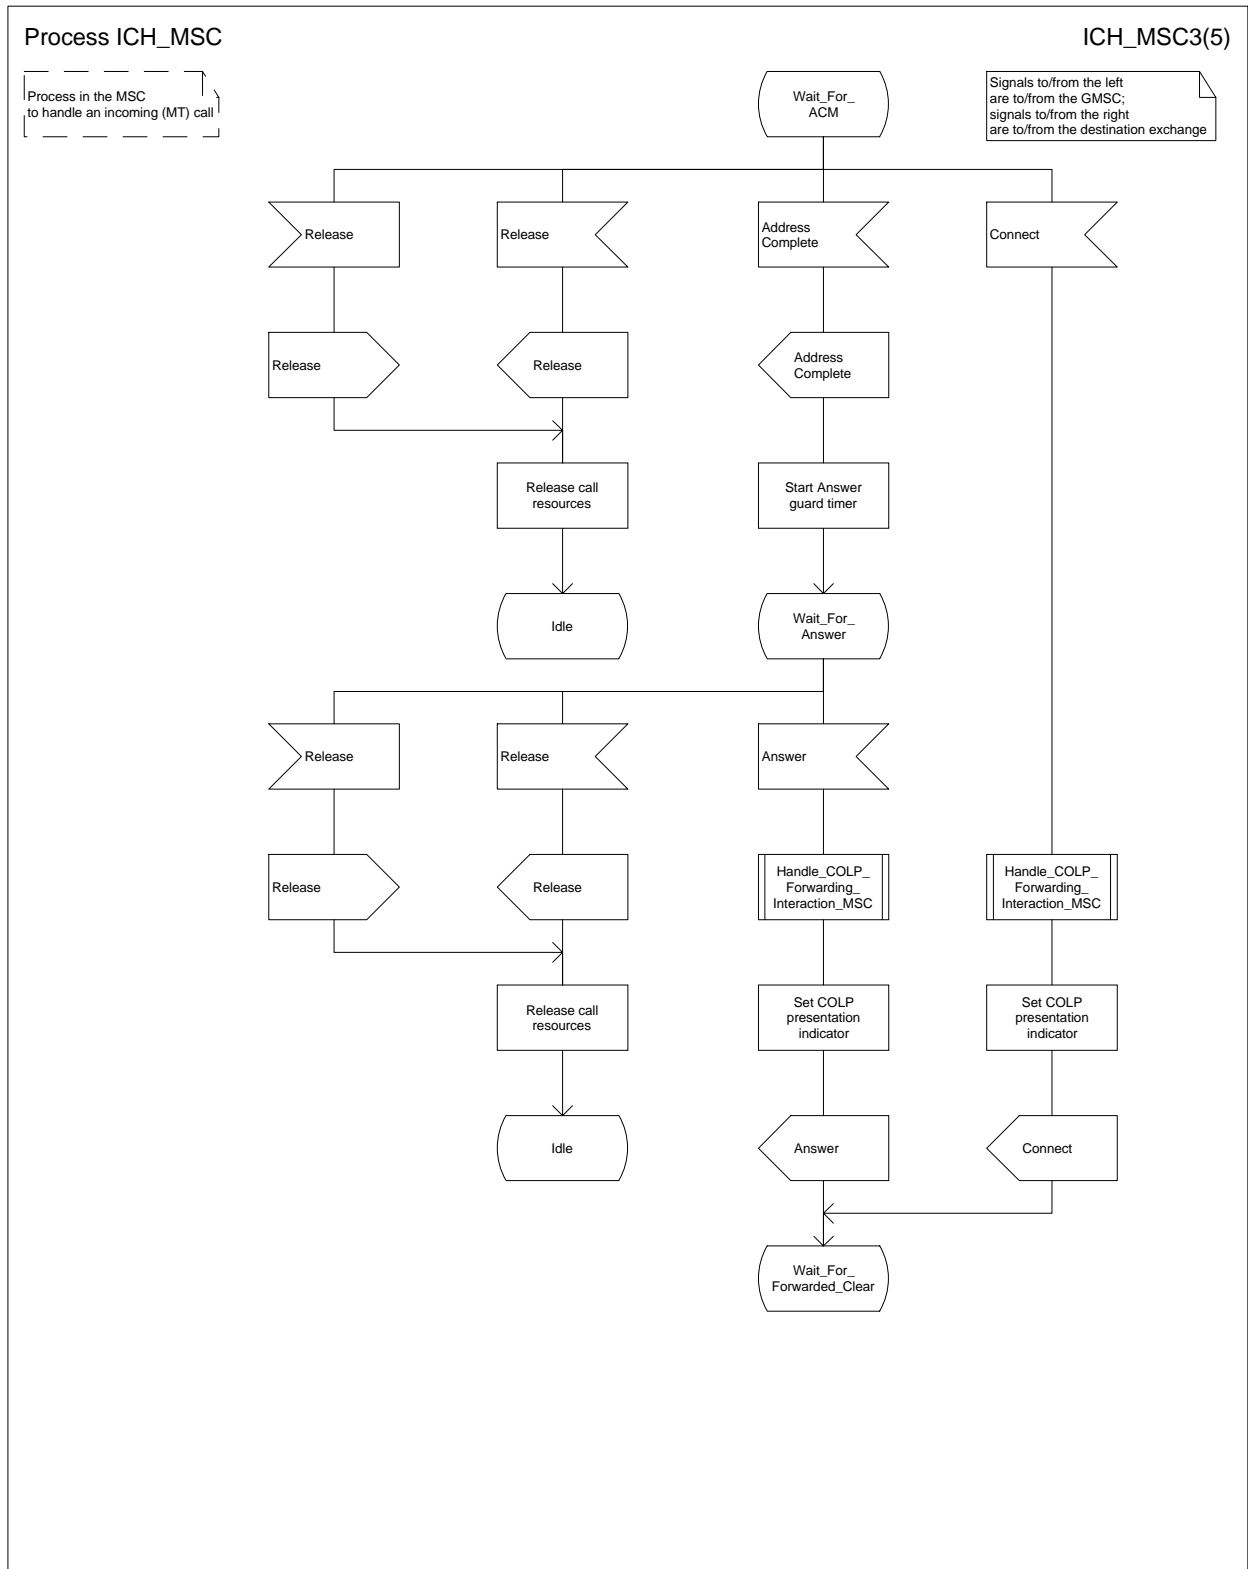 Process ICH_MSC
ICH_MSC3(5)
Process in the MSC
to handle an incoming (MT) call
Signals to/from the left
are to/from the GMSC;
signals to/from the right
are to/from the destination exchange
Wait_For_
ACM
Release
Release
Address
Complete
Connect
Release
Release
Address
Complete
Release call
resources
Start Answer
guard timer
Idle
Wait_For_
Answer
Release
Release
Answer
Release
Release
Handle_COLP_
Forwarding_
Interaction_MSC
Handle_COLP_
Forwarding_
Interaction_MSC
Release call
resources
Set COLP
presentation
indicator
Set COLP
presentation
indicator
Idle
Answer
Connect
Wait_For_
Forwarded_Clear